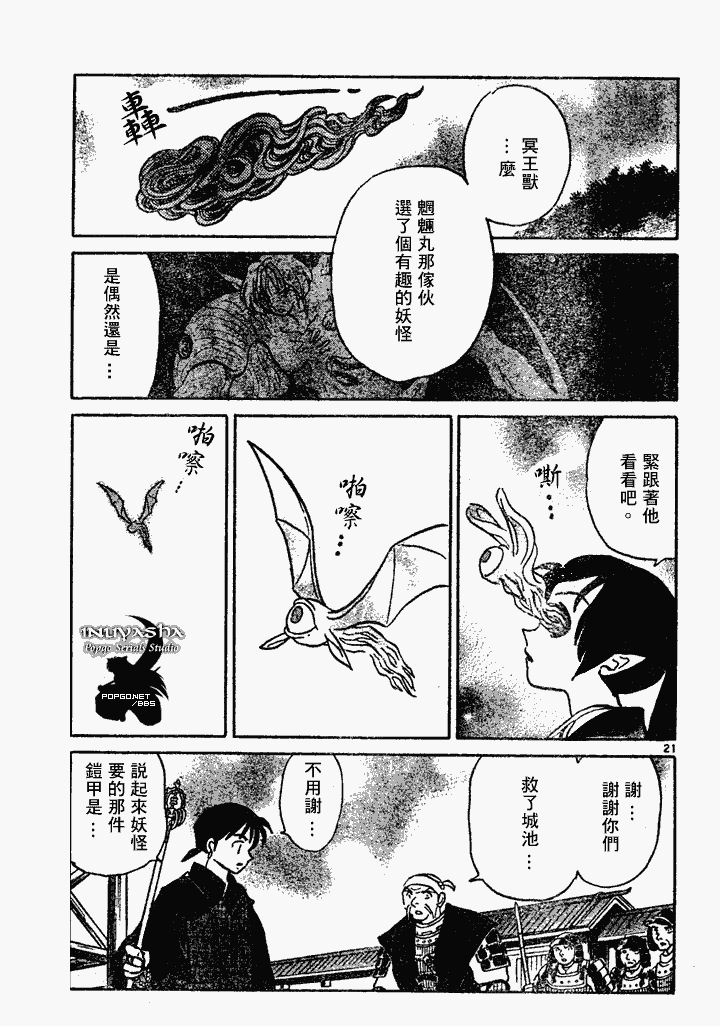 轟
冥王獸
…麼
魍魎丸那傢伙
選了個有趣的妖怪
是偶然還是…
緊跟著他
看看吧。
嘶…
啪嚓…
啪嚓…
INUYASHA
Popgo Serials Studio
POPGO.NET
/BBS
21
謝…
謝謝你們
救了城池…
不用謝…
說起來妖怪
要的那件
鎧甲是…